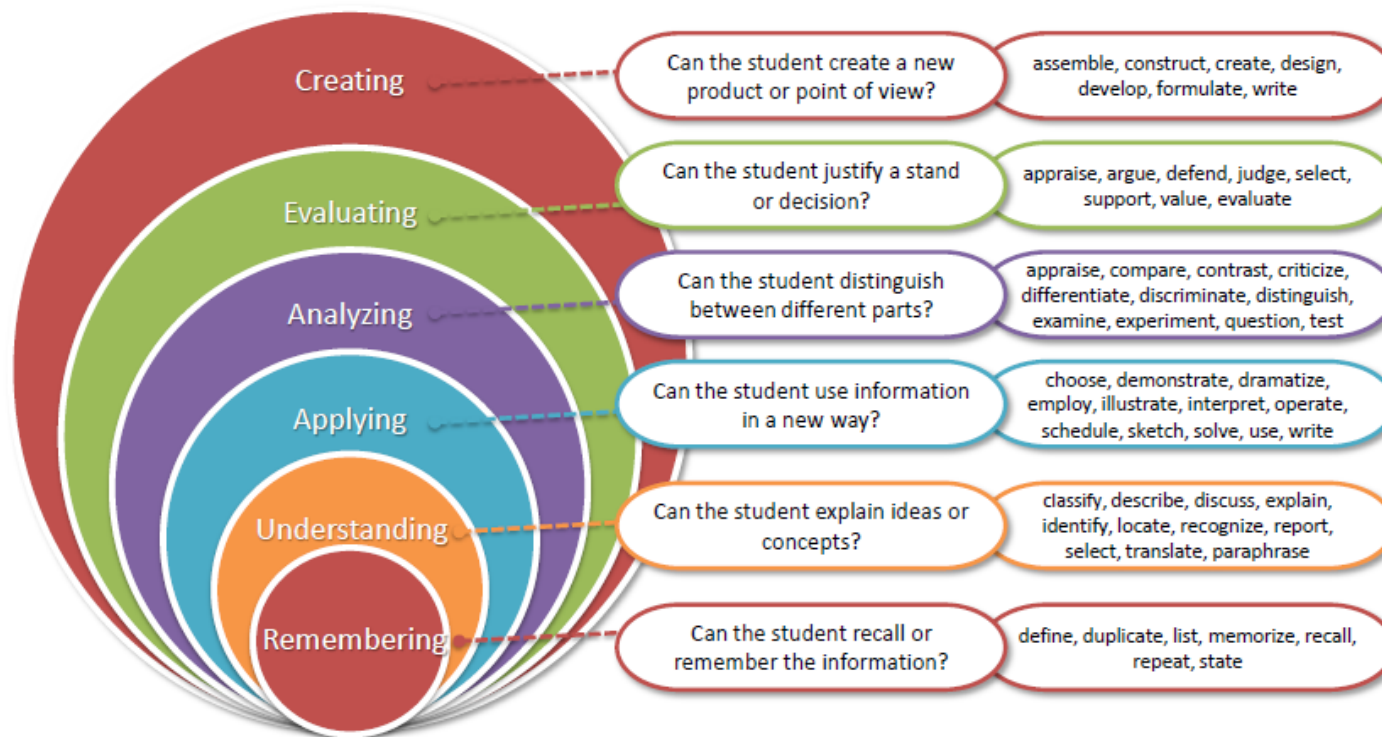 Creating
Can the student create a new
product or point of view?
assemble, construct, create, design,
develop, formulate, write
Evaluating
Can the student justify a stand
or decision?
appraise, argue, defend, judge, select,
support, value, evaluate
Analyzing
Can the student distinguish
between different parts?
appraise, compare, contrast, criticize,
differentiate, discriminate, distinguish,
examine, experiment, question, test
Applying
Can the student use information
in a new way?
choose, demonstrate, dramatize,
employ, illustrate, interpret, operate,
schedule, sketch, solve, use, write
Understanding
Can the student explain ideas or
concepts?
classify, describe, discuss, explain,
identify, locate, recognize, report,
select, translate, paraphrase
Remembering
Can the student recall or
remember the information?
define, duplicate, list, memorize, recall,
repeat, state